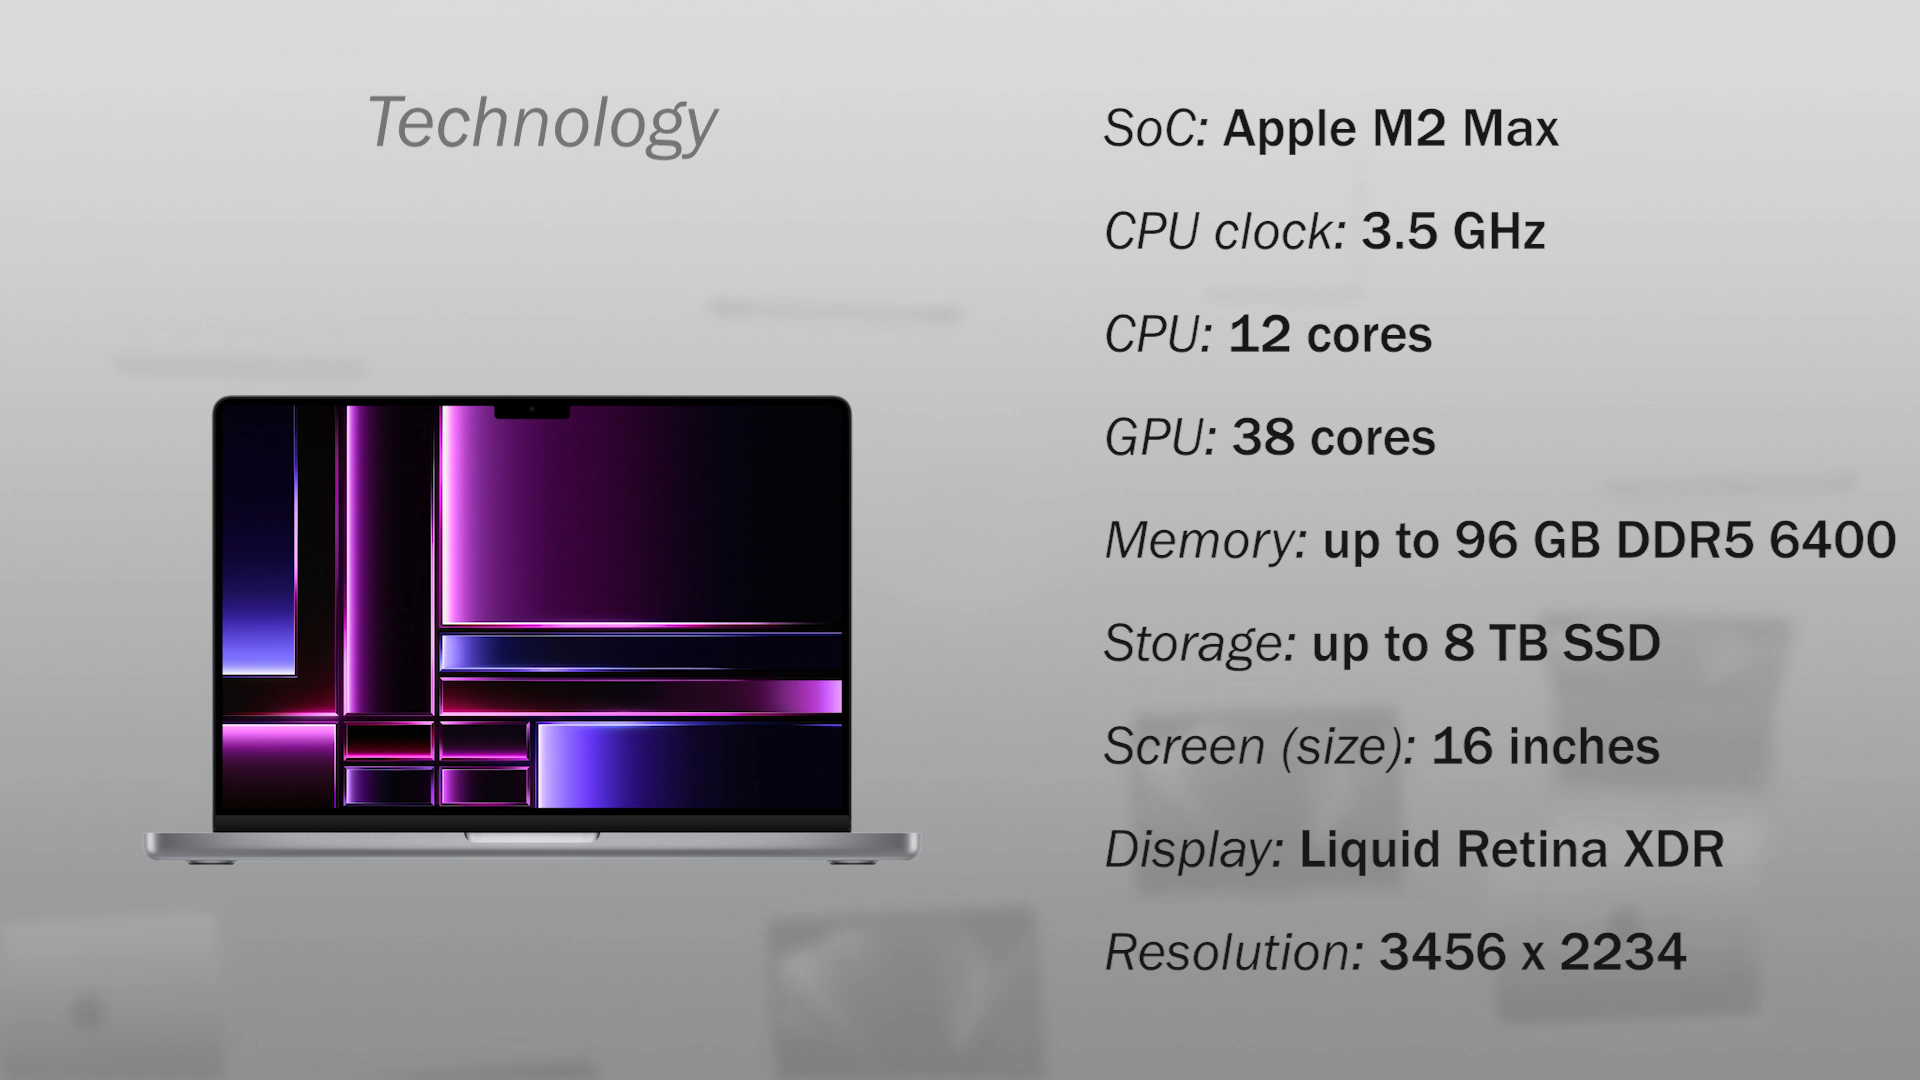 Technology
SoC: Apple M2 Max
CPU clock: 3.5 GHz
CPU: 12 cores
GPU: 38 cores
Memory: up to 96 GB DDR5 6400
Storage: up to 8 TB SSD
Screen (size): 16 inches
Display: Liquid Retina XDR
Resolution: 3456 x 2234